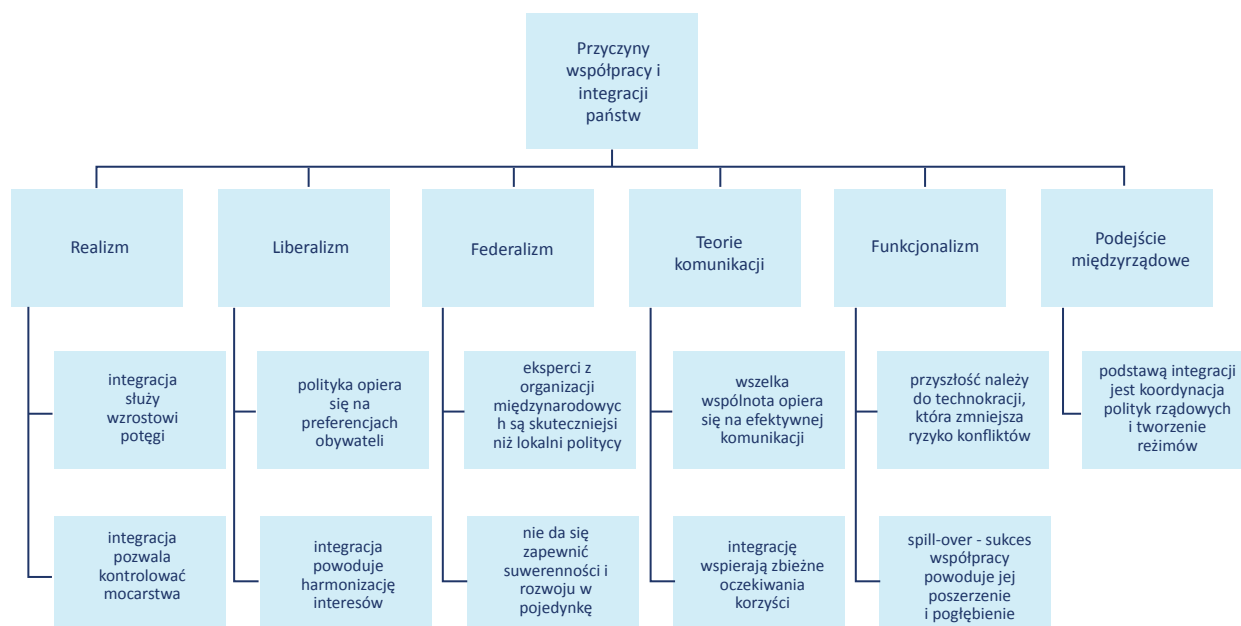 Przyczyny
współpracy i
integracji
państw
Realizm
Liberalizm
Federalizm
Teorie
komunikacji
Funkcjonalizm
Podejście
międzyrządowe
integracja
służy
wzrostowi
potęgi
polityka opiera
się na
preferencjach
obywateli
eksperci z
organizacji
międzynarodowyc
h są skuteczniejsi
niż lokalni politycy
wszelka
wspólnota opiera
się na efektywnej
komunikacji
przyszłość należy
do technokracji,
która zmniejsza
ryzyko konfliktów
podstawą integracji
jest koordynacja
polityk rządowych
i tworzenie
reżimów
integracja
pozwala
kontrolować
mocarstwa
integracja
powoduje
harmonizację
interesów
nie da się
zapewnić
suwerenności i
rozwoju w
pojedynkę
integrację
wspierają zbieżne
oczekiwania
korzyści
spill-over - sukces
współpracy
powoduje jej
poszerzenie
i pogłębienie